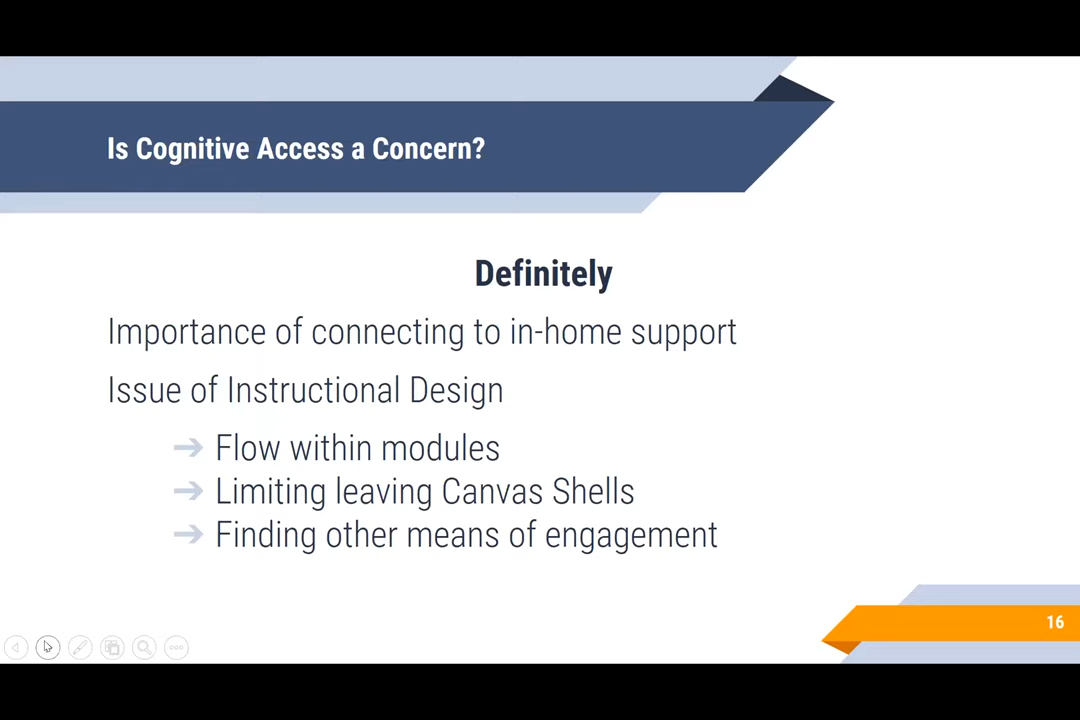 Is Cognitive Access a Concern?
Definitely
Importance of connecting to in-home support
Issue of Instructional Design
Flow within modules
Limiting leaving Canvas Shells
Finding other means of engagement
16